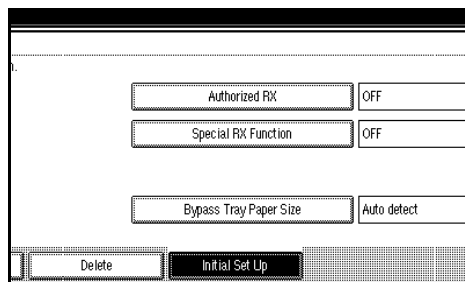 n.
Authorized RX OFF
Special RX Function OFF
Bypass Tray Paper Size Auto detect
Delete Initial Set Up